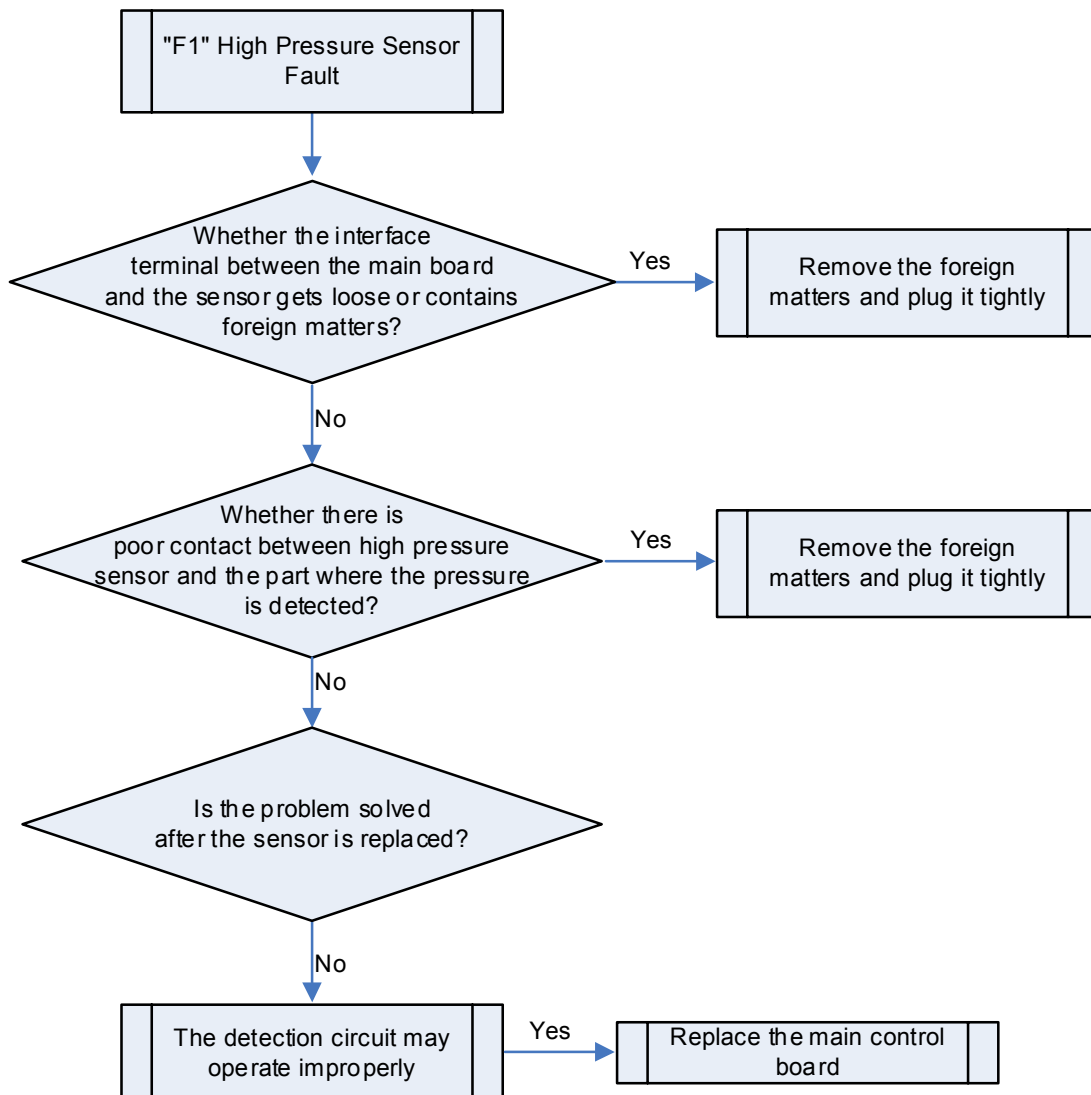 "F1" High Pressure Sensor
Fault
Whether the interface
terminal between the main board
and the sensor gets loose or contains
foreign matters?
Yes
Remove the foreign
matters and plug it tightly
No
Whether there is
poor contact between high pressure
sensor and the part where the pressure
is detected?
Yes
Remove the foreign
matters and plug it tightly
No
Is the problem solved
after the sensor is replaced?
No
The detection circuit may
operate improperly
Yes
Replace the main control
board